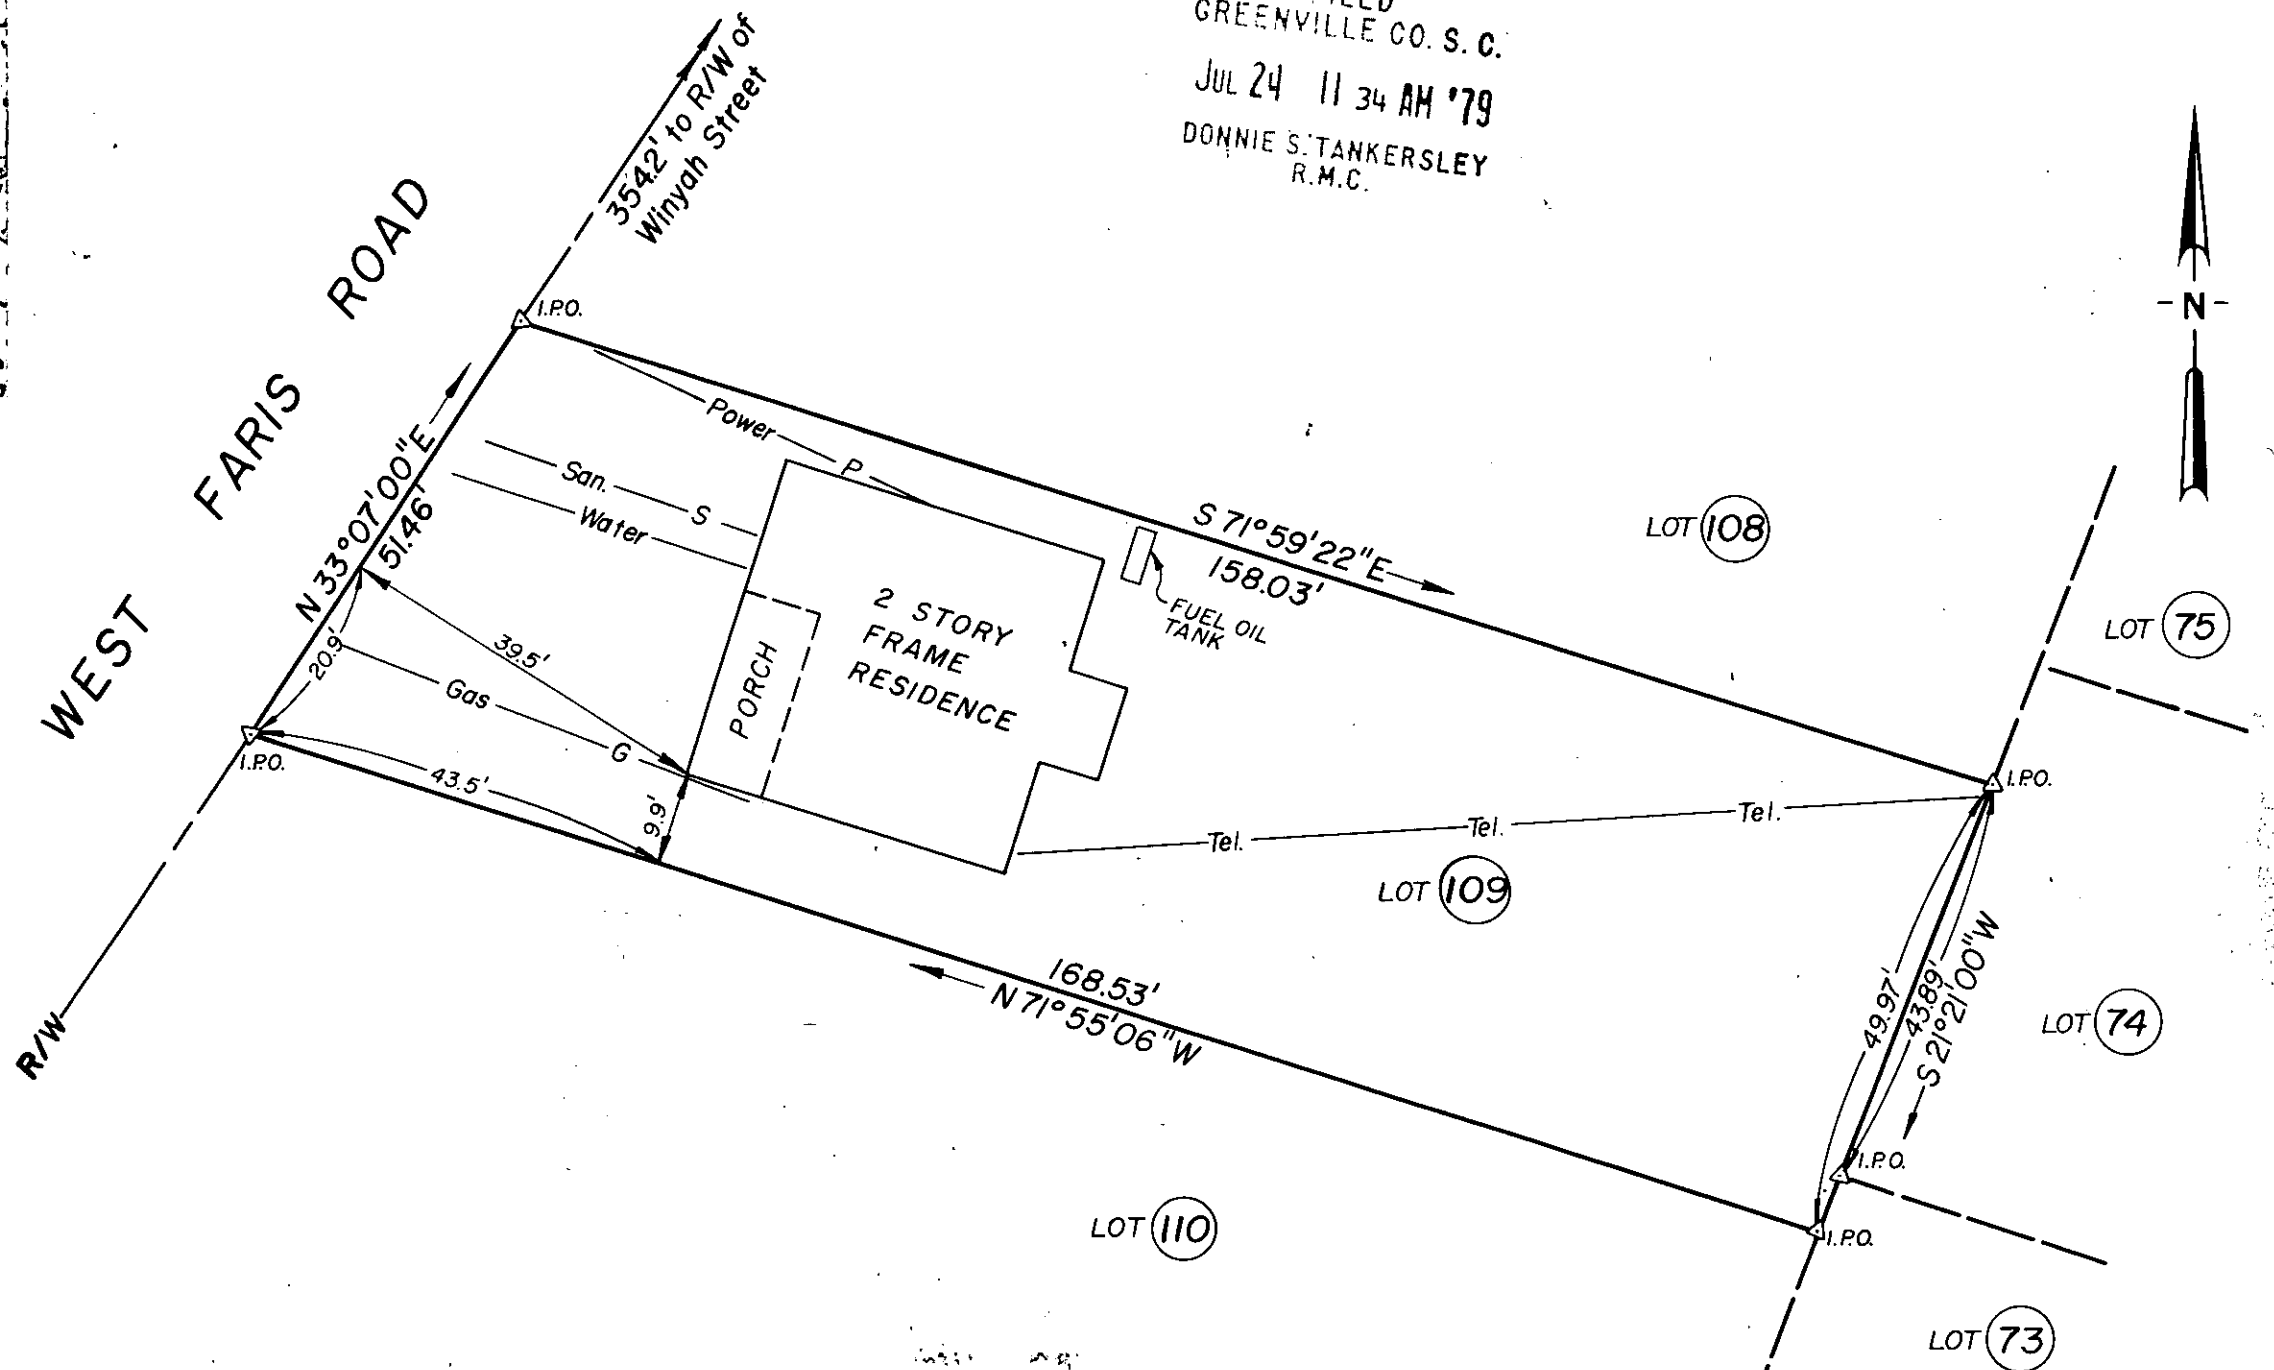 GREENVILLE CO. S. C.
JUL 24 11 34 AM '79
DONNIE S. TANKERSLEY
R.M.C.
354.2' to R/W of
Winyah Street
WEST FARIS ROAD
-N-
I.P.O.
N 33°07'00"E
51.46'
Power
P
San.
S
Water
S 71°59'22"E
158.03'
LOT 108
FUEL OIL
TANK
LOT 75
2 STORY
FRAME
RESIDENCE
PORCH
39.5'
20.9'
Gas
G
I.P.O.
43.5'
9.9'
I.P.O.
Tel.
Tel.
Tel.
LOT 109
49.97'
43.89'
S 21°21'00"W
LOT 74
168.53'
N 71°55'06"W
R/W
I.P.O.
I.P.O.
LOT 110
LOT 73